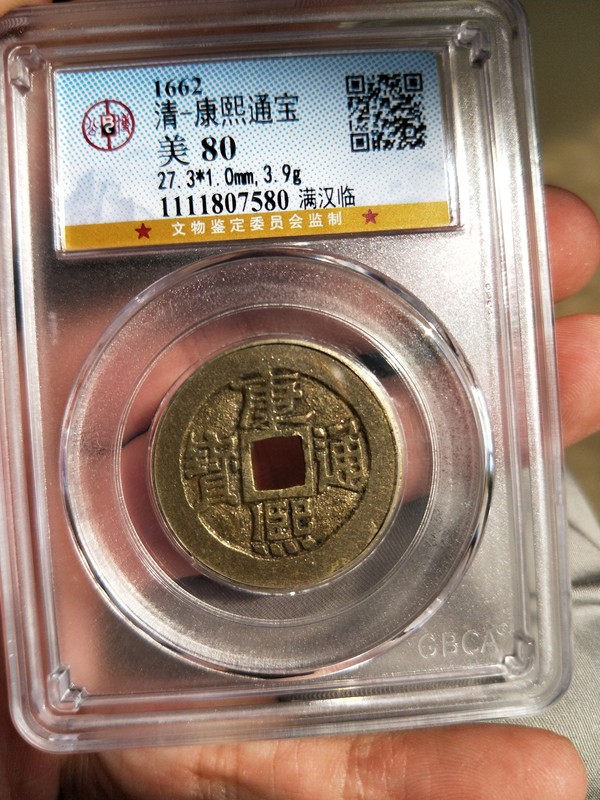 1662
清-康熙通宝
美 80
27.3*1.0mm,3.9g
1111807580 满汉临
★ 文物鉴定委员会监制 ★
康
寶 通
熙
GBCA